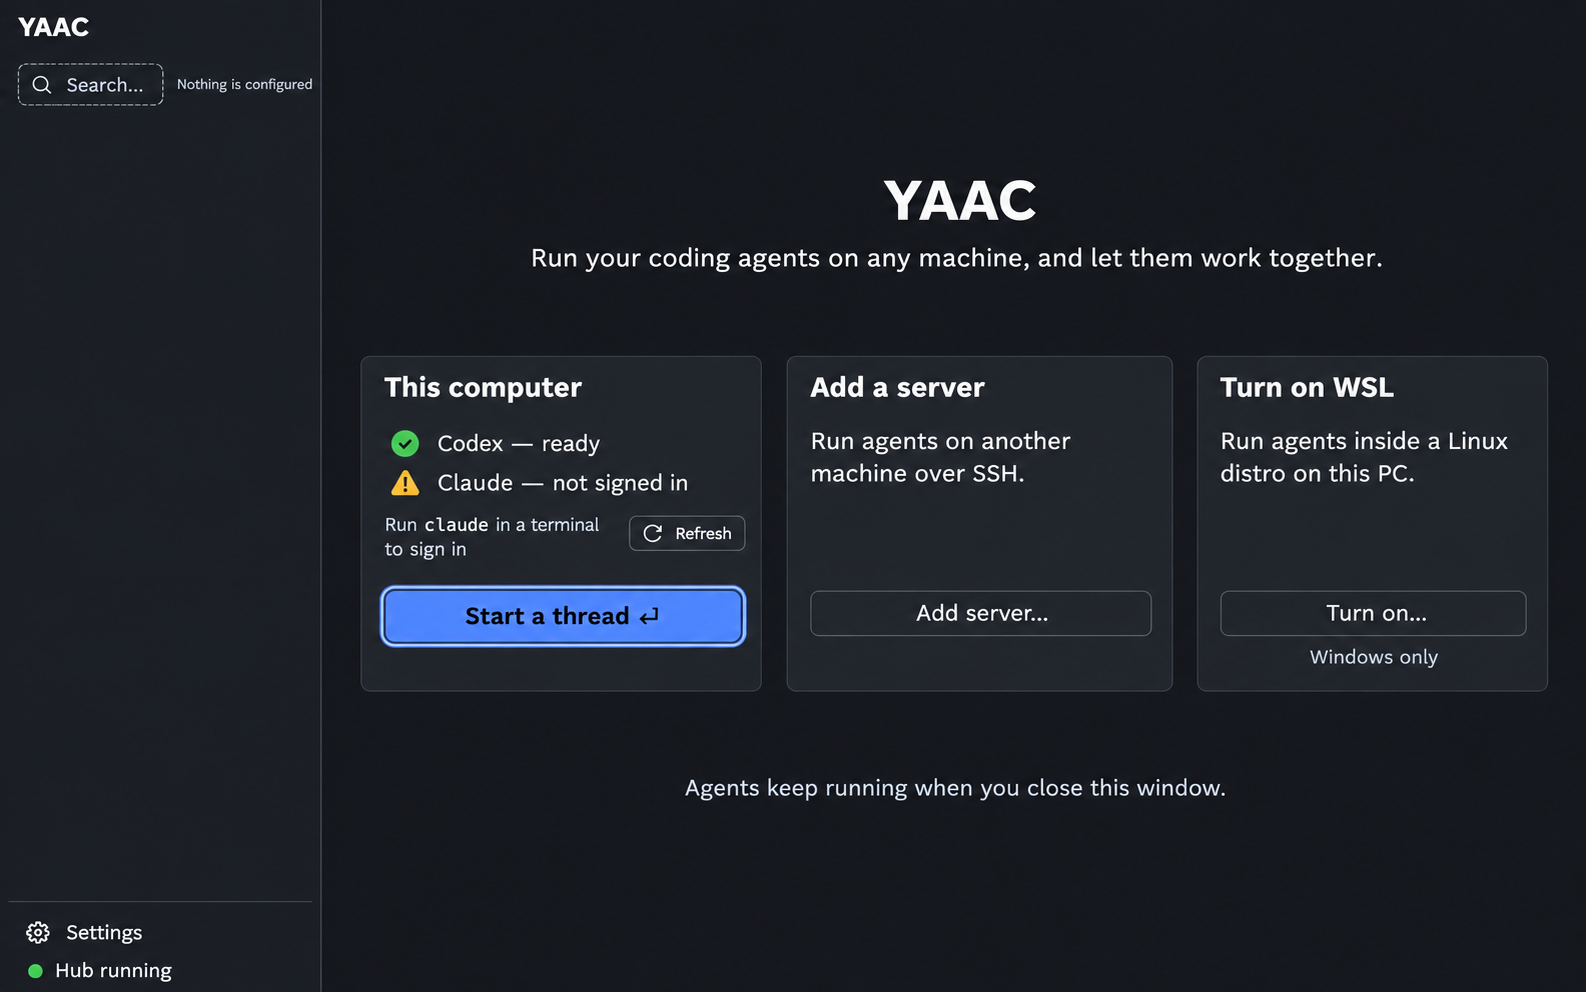 YAAC
Search...
Nothing is configured
YAAC
Run your coding agents on any machine, and let them work together.
This computer
Codex — ready
Claude — not signed in
Run claude in a terminal
to sign in
Refresh
Start a thread ↵
Add a server
Run agents on another
machine over SSH.
Add server...
Turn on WSL
Run agents inside a Linux
distro on this PC.
Turn on...
Windows only
Agents keep running when you close this window.
Settings
Hub running